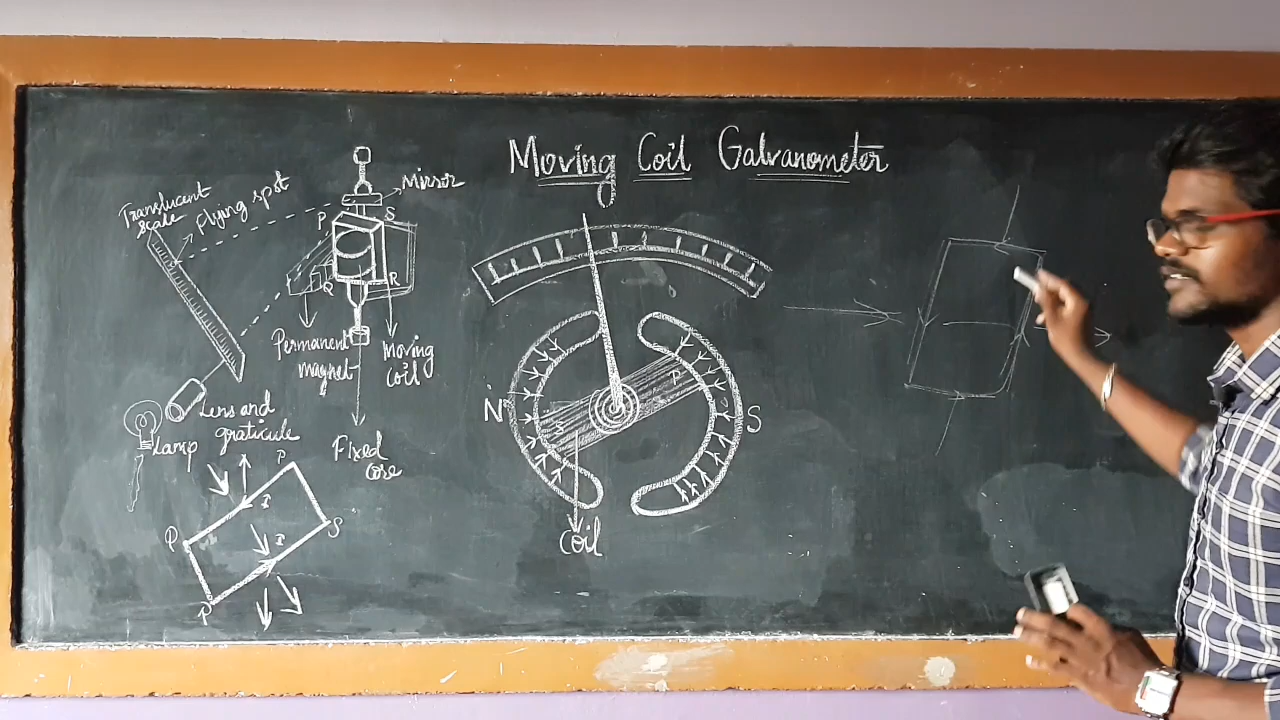 Moving Coil Galvanometer
Translucent
scale
Flying spot
Mirror
P
S
Q
R
Permanent
magnet
Moving
coil
Lens and
graticule
Lamp
Fixed
core
N
S
P
S
Coil
P
I
P
I
S